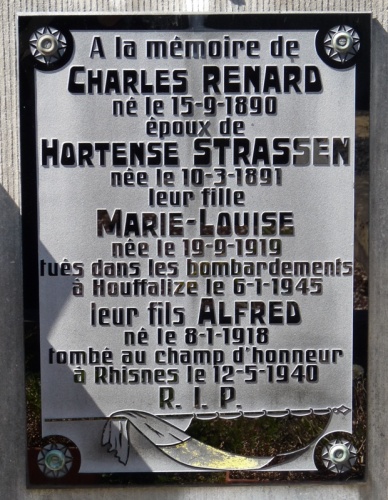 A la mémoire de
CHARLES RENARD
né le 15-9-1890
époux de
HORTENSE STRASSEN
née le 10-3-1891
leur fille
MARIE-LOUISE
née le 19-9-1919
tués dans les bombardements
à Houffalize le 6-1-1945
leur fils ALFRED
né le 8-1-1918
tombé au champ d'honneur
à Rhisnes le 12-5-1940
R. I. P.